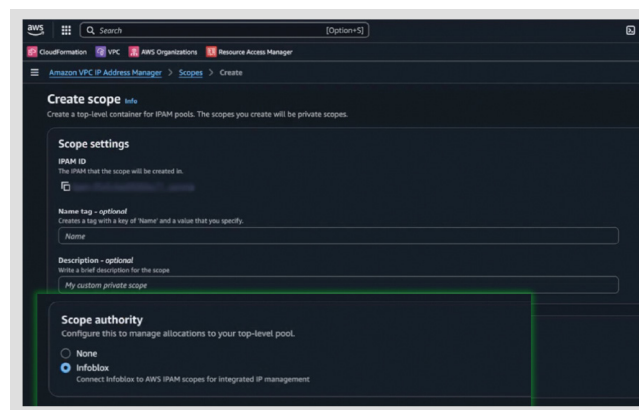 aws
Search [Option+S]
CloudFormation VPC AWS Organizations Resource Access Manager
Amazon VPC IP Address Manager > Scopes > Create
Create scope Info
Create a top-level container for IPAM pools. The scopes you create will be private scopes.
Scope settings
IPAM ID
The IPAM that the scope will be created in.
Name tag - optional
Creates a tag with a key of 'Name' and a value that you specify.
Name
Description - optional
Write a brief description for the scope
My custom private scope
Scope authority
Configure this to manage allocations to your top-level pool.
None
Infoblox
Connect Infoblox to AWS IPAM scopes for integrated IP management